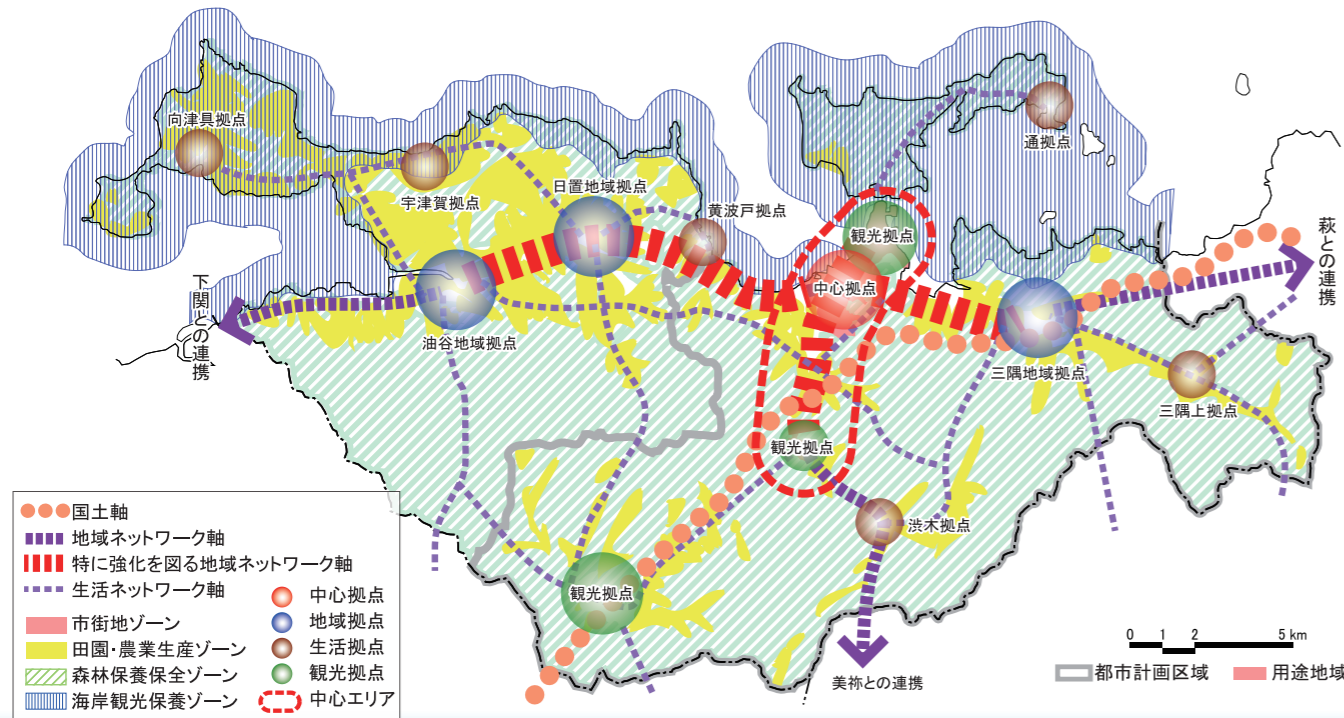 向津具拠点
宇津賀拠点
日置地域拠点
黄波戸拠点
通拠点
観光拠点
中心拠点
萩との連携
下関との連携
油谷地域拠点
三隅地域拠点
三隅上拠点
観光拠点
渋木拠点
観光拠点
美祢との連携
国土軸
地域ネットワーク軸
特に強化を図る地域ネットワーク軸
生活ネットワーク軸
市街地ゾーン
田園・農業生産ゾーン
森林保養保全ゾーン
海岸観光保養ゾーン
中心拠点
地域拠点
生活拠点
観光拠点
中心エリア
0 1 2 5 km
都市計画区域 用途地域